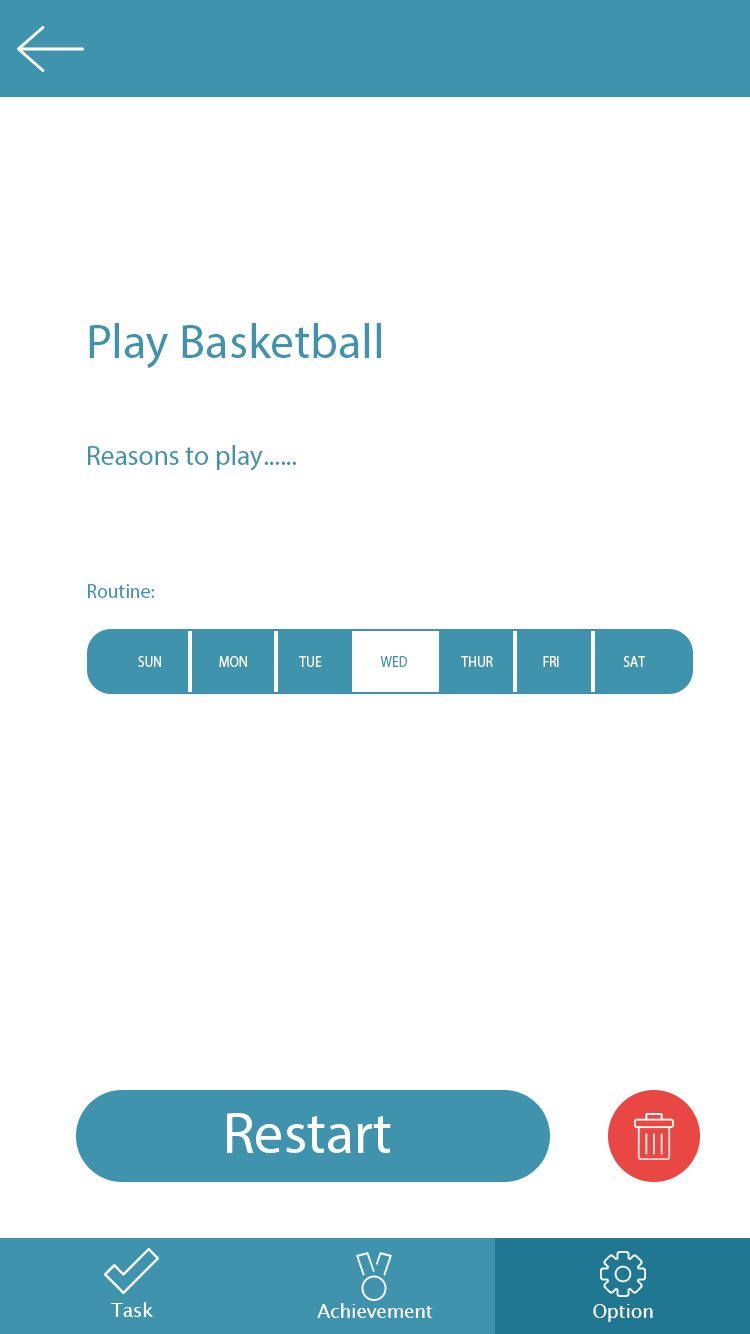 Play Basketball
Reasons to play......
Routine:
SUN MON TUE WED THUR FRI SAT
Restart
Task Achievement Option